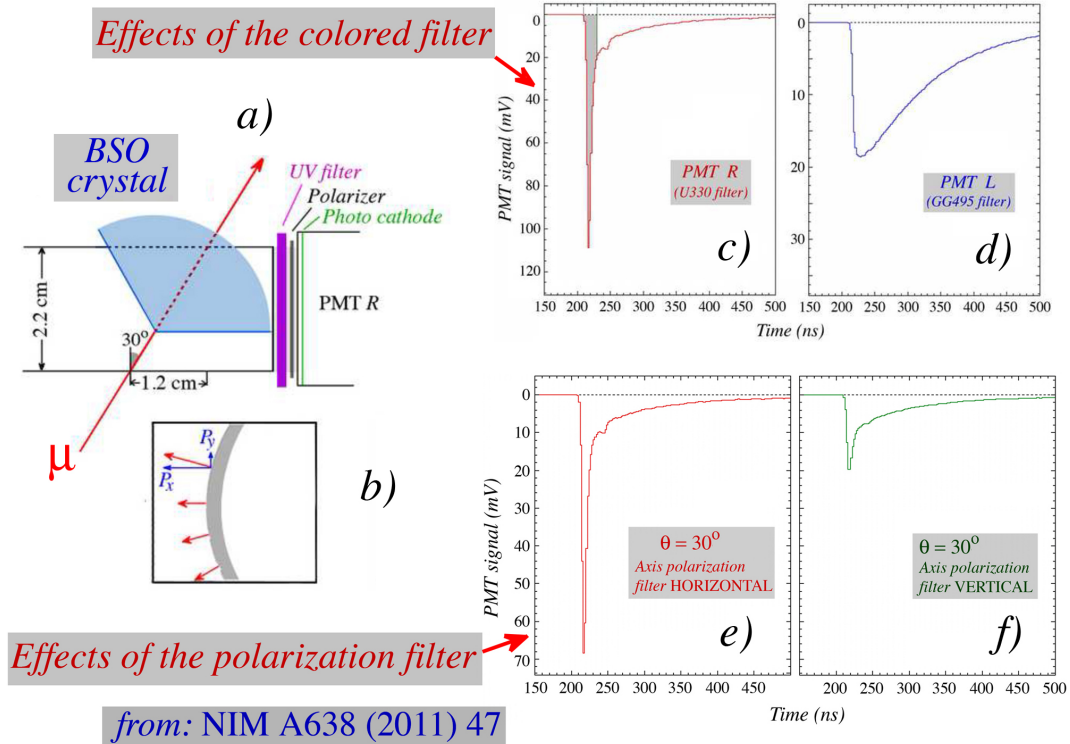 Effects of the colored filter
a)
BSO
crystal
UV filter
Polarizer
Photo cathode
PMT R
2.2 cm
30°
1.2 cm
μ
b)
Py
Px
Effects of the polarization filter
from: NIM A638 (2011) 47
PMT signal (mV)
0
20
40
60
80
100
120
PMT R
(U330 filter)
c)
150 200 250 300 350 400 450 500
0
10
20
30
PMT L
(GG495 filter)
d)
200 250 300 350 400 450 500
Time (ns)
PMT signal (mV)
0
10
20
30
40
50
60
70
θ = 30°
Axis polarization
filter HORIZONTAL
e)
150 200 250 300 350 400 450
θ = 30°
Axis polarization
filter VERTICAL
f)
150 200 250 300 350 400 450 500
Time (ns)